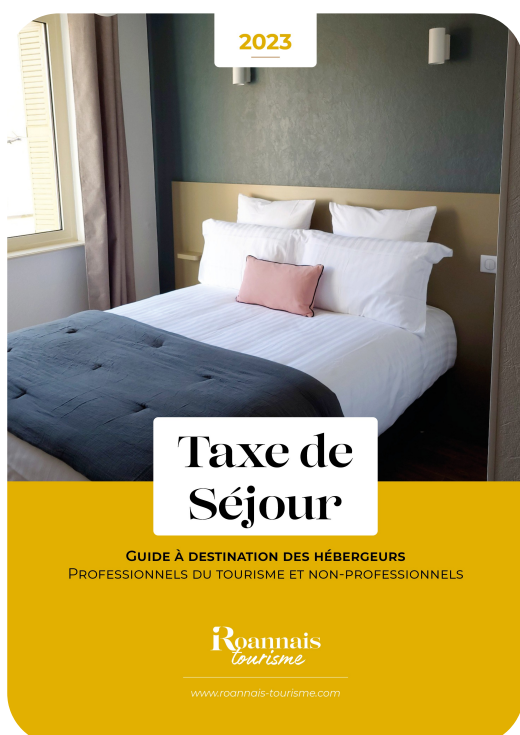 2023
Taxe de
Séjour
Guide à destination des hébergeurs
Professionnels du tourisme et non-professionnels
Roannais
tourisme
www.roannais-tourisme.com